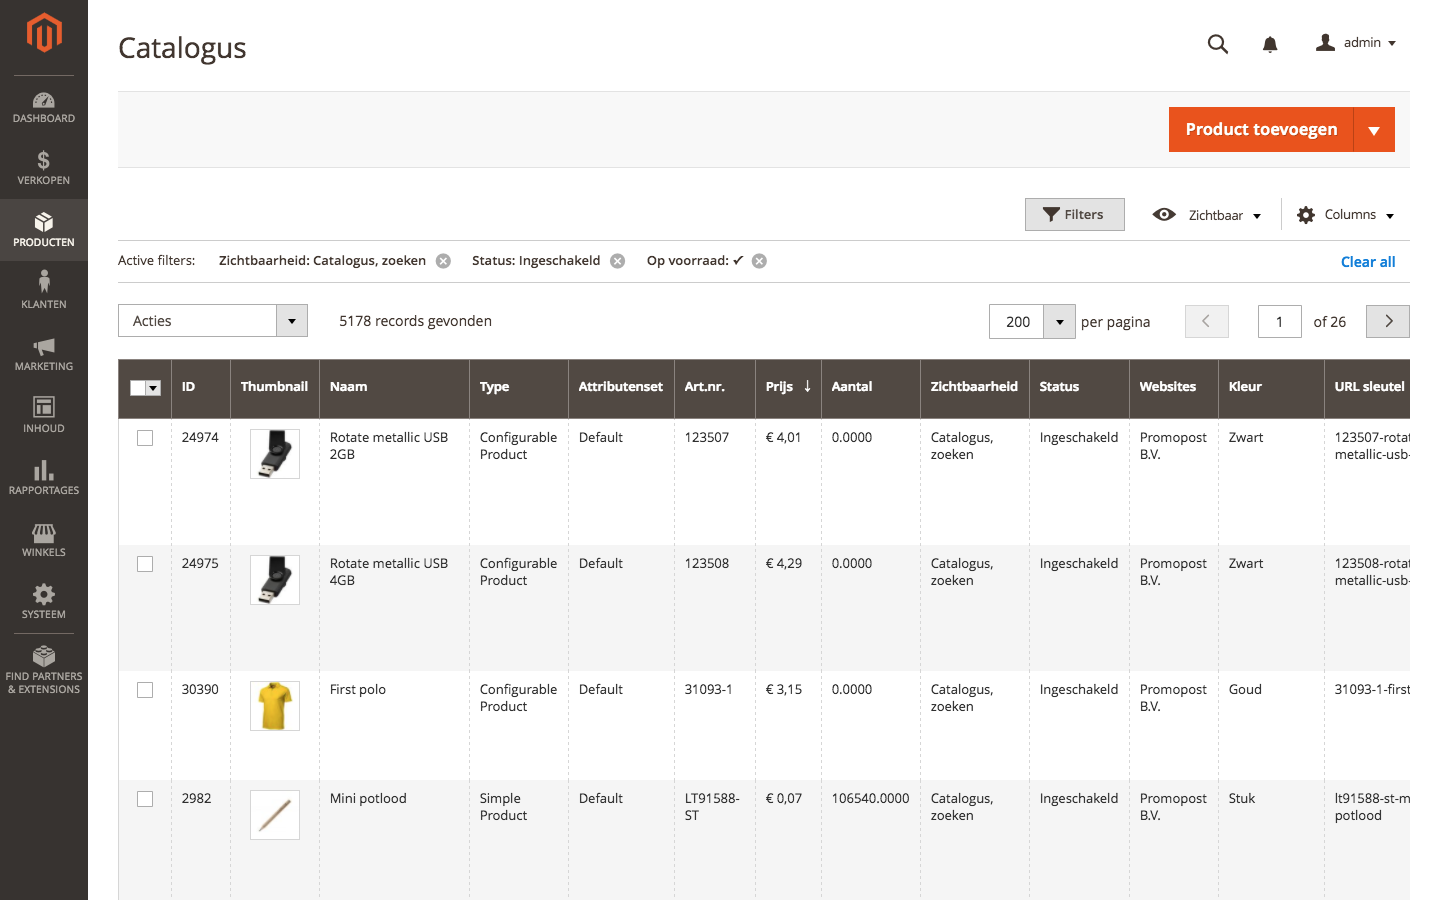 Catalogus
admin
DASHBOARD
VERKOPEN
PRODUCTEN
KLANTEN
MARKETING
INHOUD
RAPPORTAGES
WINKELS
SYSTEEM
FIND PARTNERS
& EXTENSIONS
Product toevoegen
Filters
Zichtbaar
Columns
Active filters: Zichtbaarheid: Catalogus, zoeken Status: Ingeschakeld Op voorraad: ✓ Clear all
Acties 5178 records gevonden 200 per pagina 1 of 26
ID Thumbnail Naam Type Attributenset Art.nr. Prijs ↓ Aantal Zichtbaarheid Status Websites Kleur URL sleutel
24974 Rotate metallic USB Configurable Default 123507 € 4,01 0.0000 Catalogus, Ingeschakeld Promopost Zwart 123507-rotat
2GB Product zoeken B.V. metallic-usb-
24975 Rotate metallic USB Configurable Default 123508 € 4,29 0.0000 Catalogus, Ingeschakeld Promopost Zwart 123508-rotat
4GB Product zoeken B.V. metallic-usb-
30390 First polo Configurable Default 31093-1 € 3,15 0.0000 Catalogus, Ingeschakeld Promopost Goud 31093-1-first
Product zoeken B.V.
2982 Mini potlood Simple Default LT91588- € 0,07 106540.0000 Catalogus, Ingeschakeld Promopost Stuk lt91588-st-m
Product ST zoeken B.V. potlood